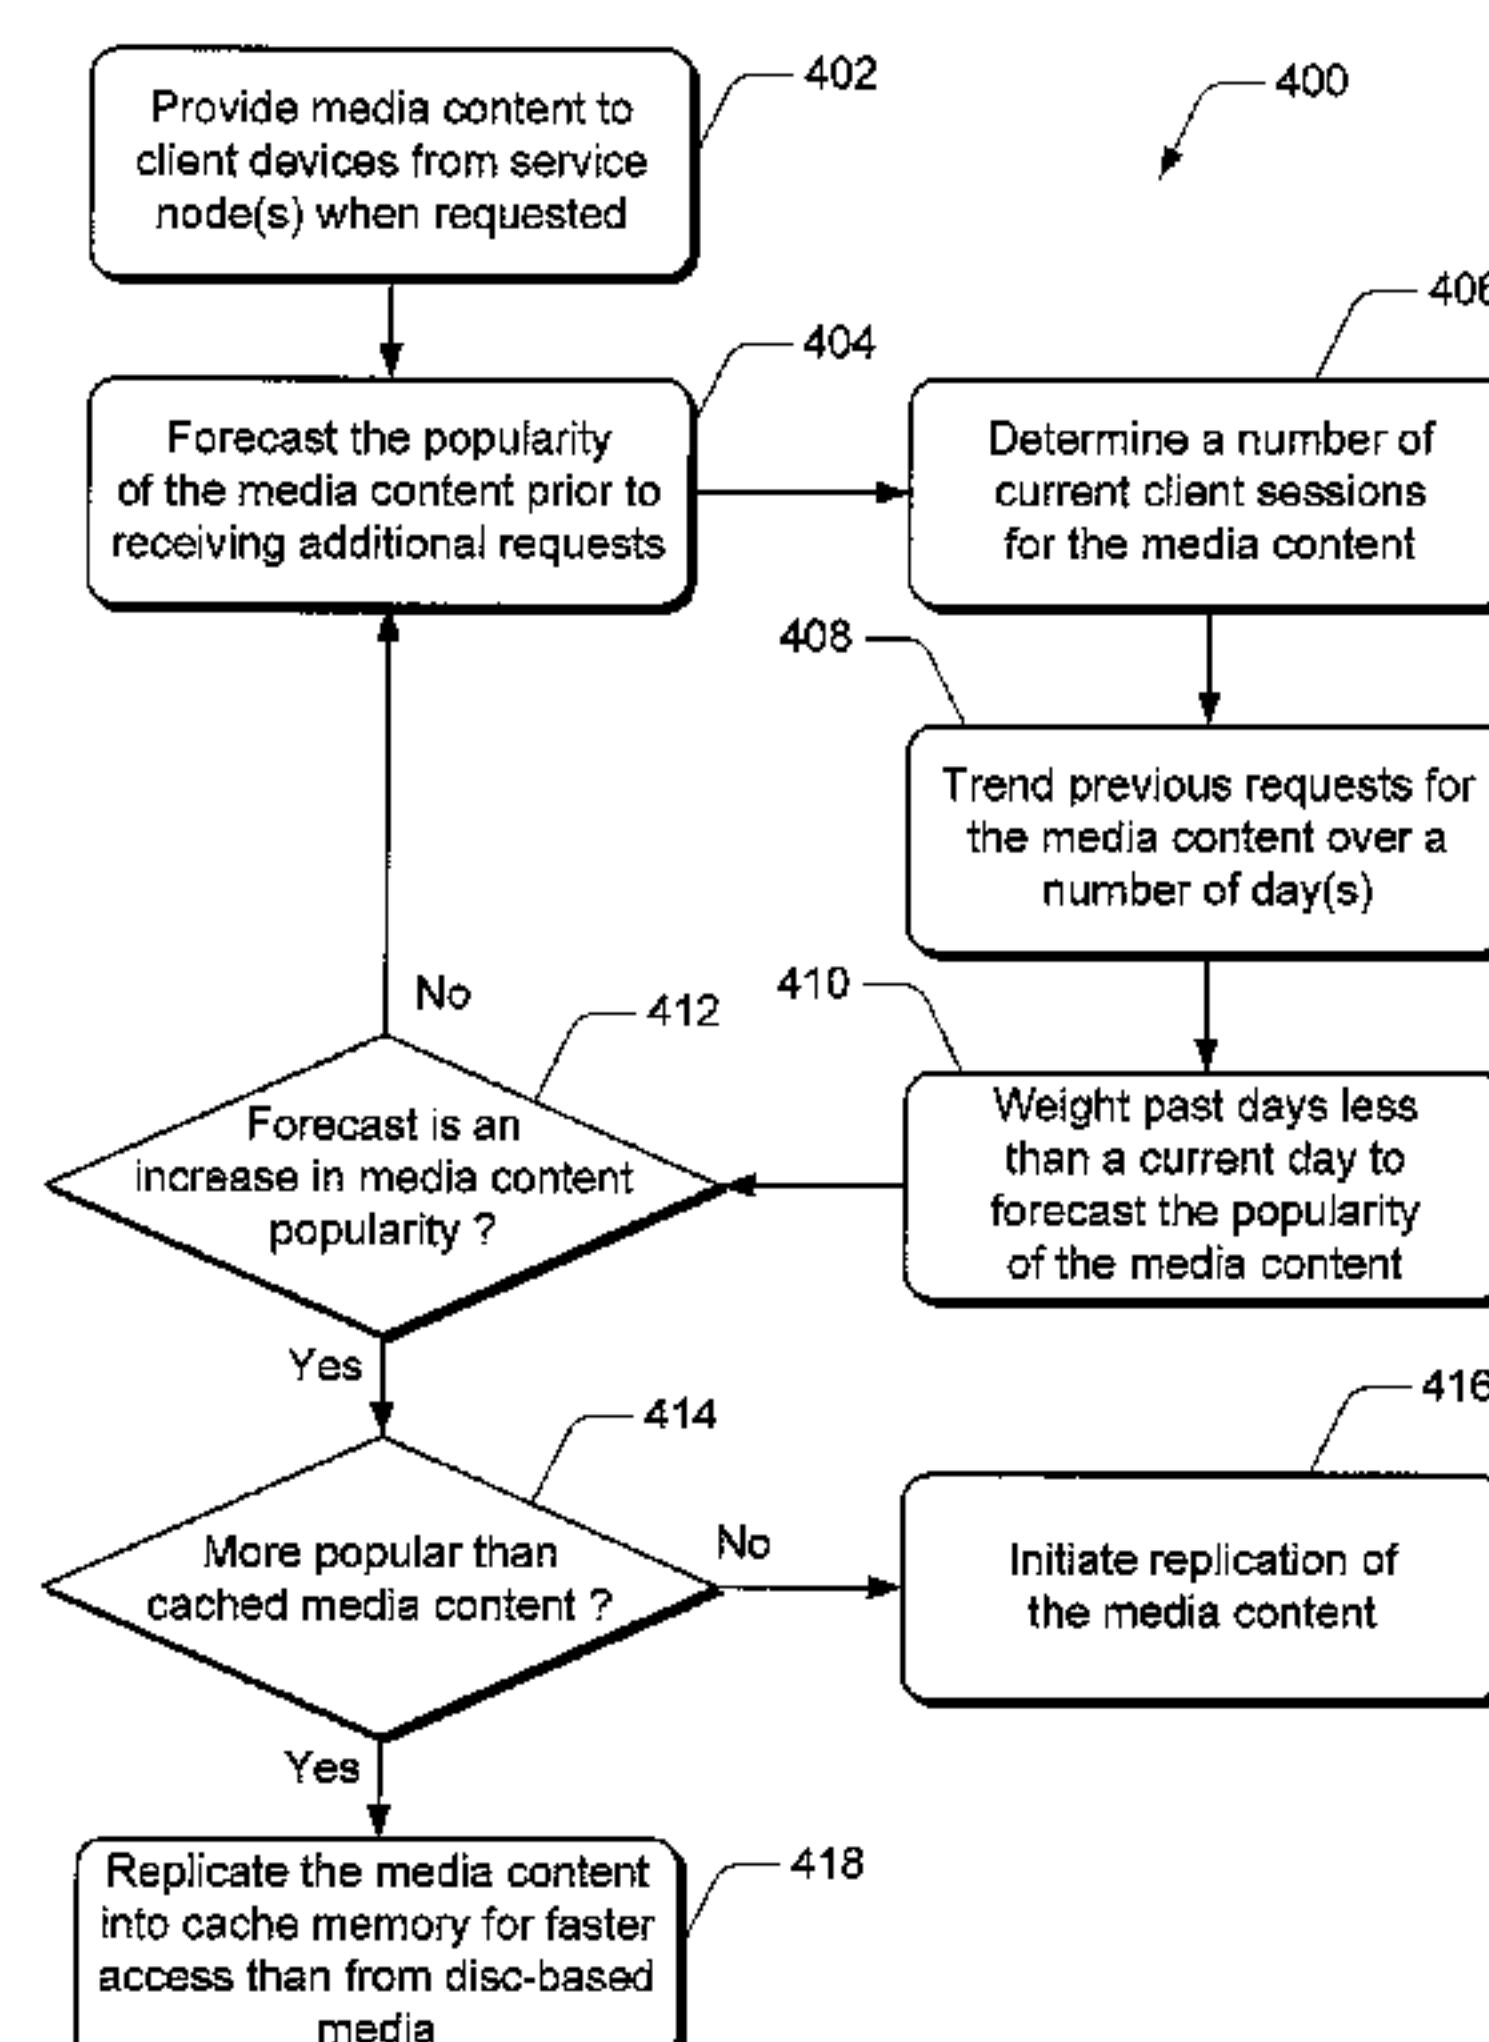 402
400
Provide media content to
client devices from service
node(s) when requested
404
406
Forecast the popularity
of the media content prior to
receiving additional requests
Determine a number of
current client sessions
for the media content
408
Trend previous requests for
the media content over a
number of day(s)
No
412
410
Forecast is an
increase in media content
popularity ?
Weight past days less
than a current day to
forecast the popularity
of the media content
Yes
414
416
More popular than
cached media content ?
No
Initiate replication of
the media content
Yes
418
Replicate the media content
into cache memory for faster
access than from disc-based
media